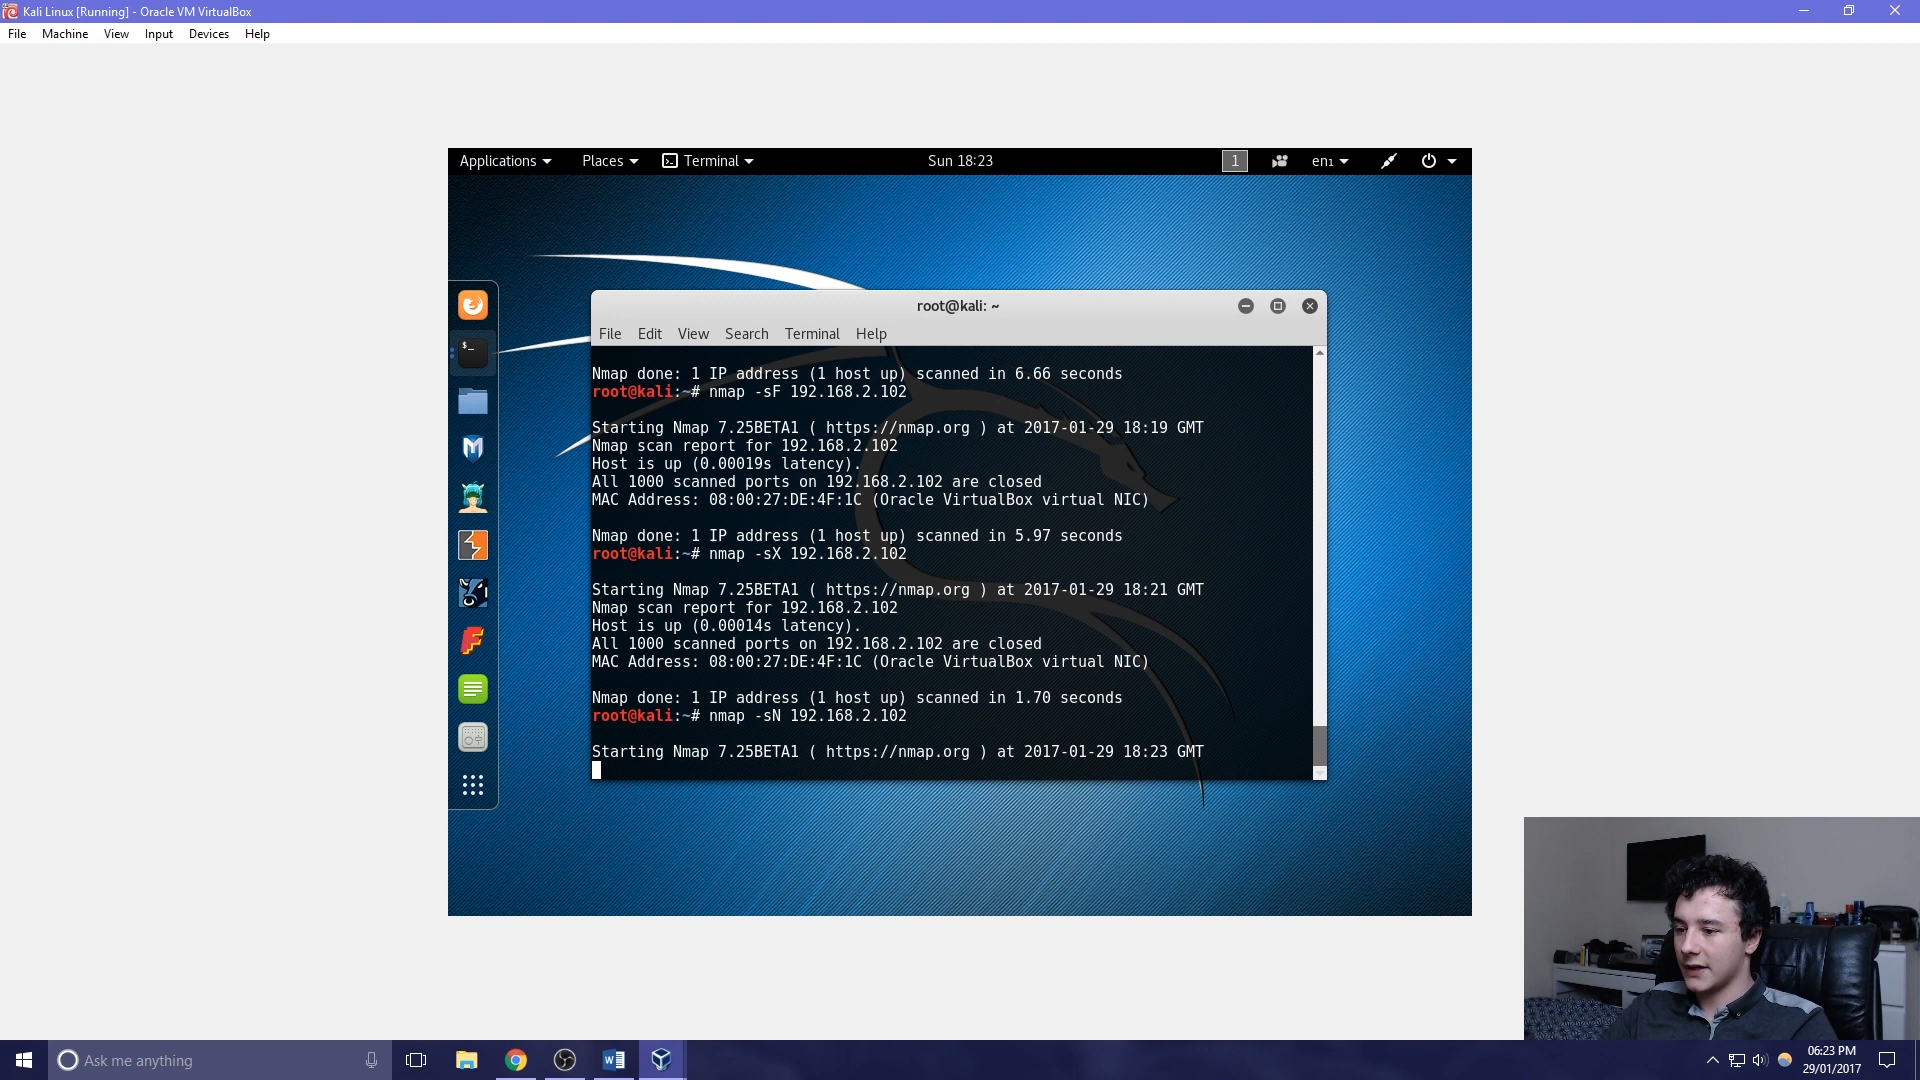 Kali Linux [Running] - Oracle VM VirtualBox
File Machine View Input Devices Help
Applications Places Terminal Sun 18:23 1 en1
root@kali: ~
File Edit View Search Terminal Help
Nmap done: 1 IP address (1 host up) scanned in 6.66 seconds
root@kali:~# nmap -sF 192.168.2.102
Starting Nmap 7.25BETA1 ( https://nmap.org ) at 2017-01-29 18:19 GMT
Nmap scan report for 192.168.2.102
Host is up (0.00019s latency).
All 1000 scanned ports on 192.168.2.102 are closed
MAC Address: 08:00:27:DE:4F:1C (Oracle VirtualBox virtual NIC)
Nmap done: 1 IP address (1 host up) scanned in 5.97 seconds
root@kali:~# nmap -sX 192.168.2.102
Starting Nmap 7.25BETA1 ( https://nmap.org ) at 2017-01-29 18:21 GMT
Nmap scan report for 192.168.2.102
Host is up (0.00014s latency).
All 1000 scanned ports on 192.168.2.102 are closed
MAC Address: 08:00:27:DE:4F:1C (Oracle VirtualBox virtual NIC)
Nmap done: 1 IP address (1 host up) scanned in 1.70 seconds
root@kali:~# nmap -sN 192.168.2.102
Starting Nmap 7.25BETA1 ( https://nmap.org ) at 2017-01-29 18:23 GMT
Ask me anything
06:23 PM
29/01/2017